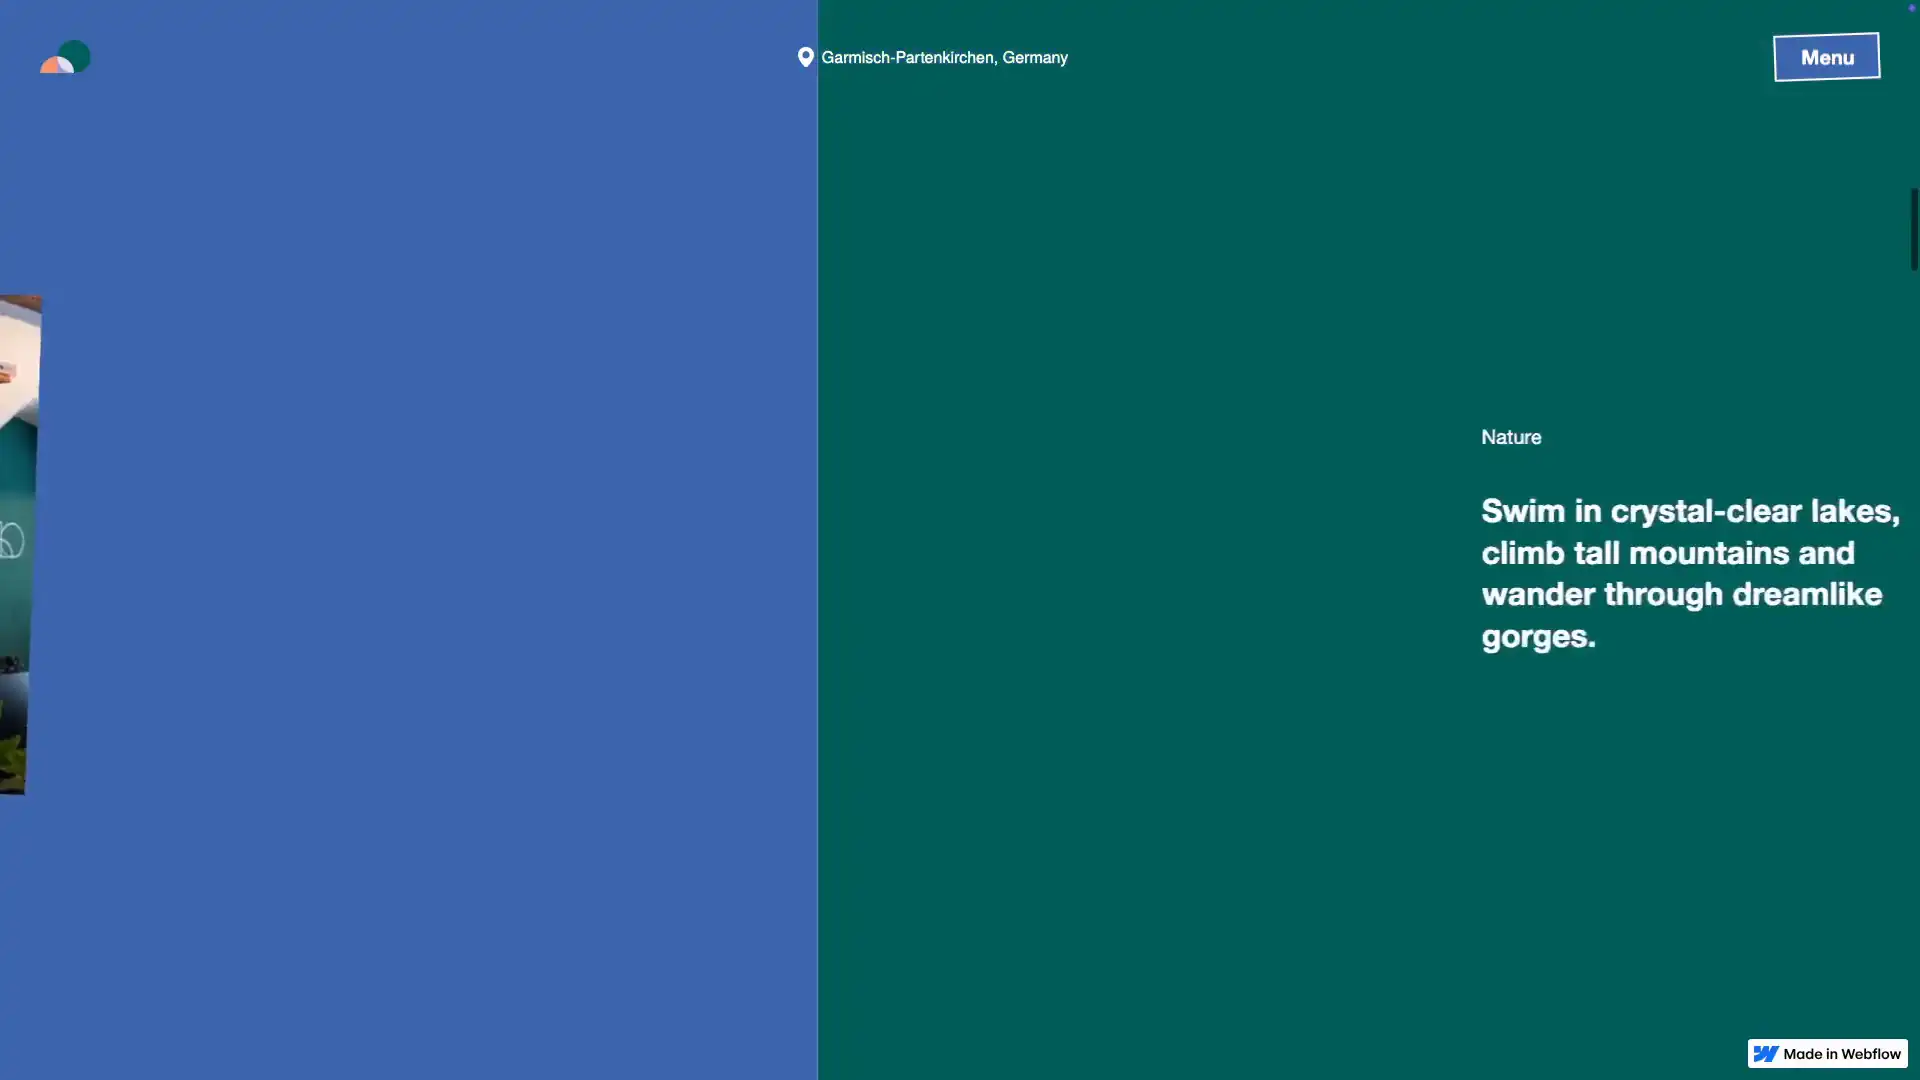 Garmisch-Partenkirchen, Germany
Menu
Nature
Swim in crystal-clear lakes,
climb tall mountains and
wander through dreamlike
gorges.
Made in Webflow